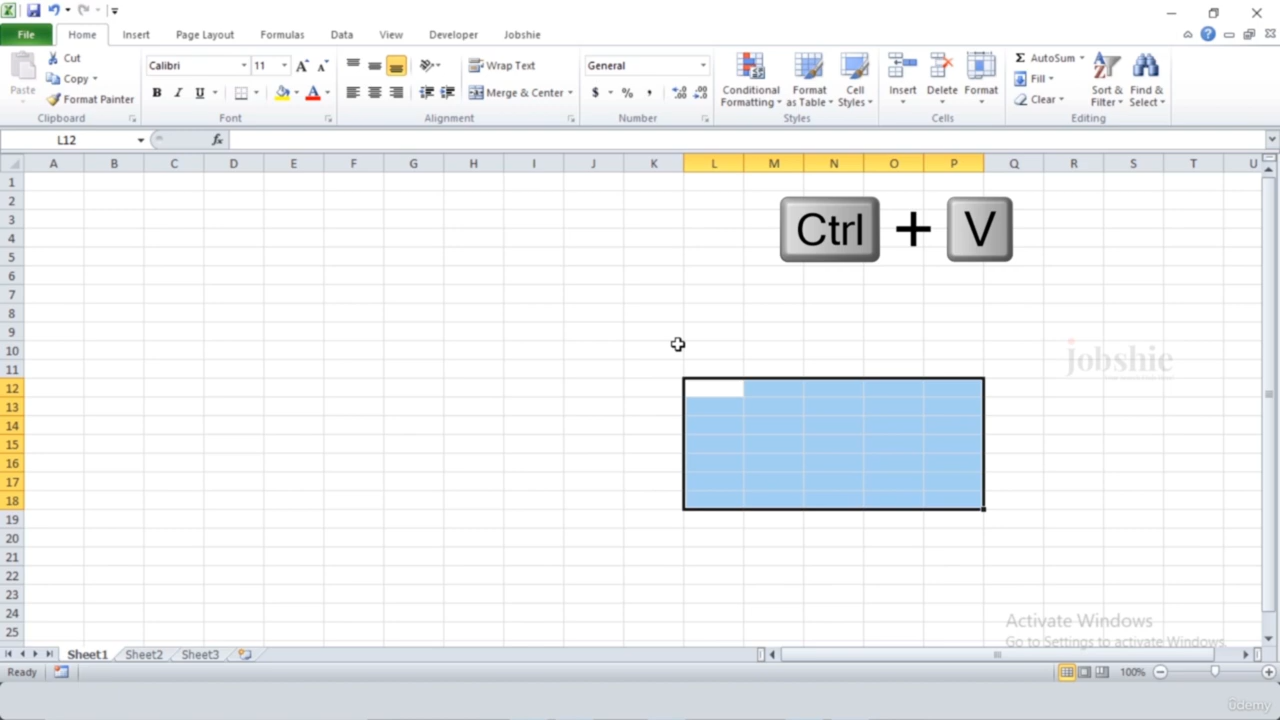 File Home Insert Page Layout Formulas Data View Developer Jobshie
Paste Cut Copy Format Painter
Calibri 11 B I U A A A
Wrap Text Merge & Center
General $ % ,
Conditional Formatting Format as Table Cell Styles
Insert Delete Format
Σ AutoSum Fill Clear Sort & Filter Find & Select
Clipboard Font Alignment Number Styles Cells Editing
L12 fx
A B C D E F G H I J K L M N O P Q R S T U
1
2
Ctrl + V
3
4
5
6
7
8
9
10
jobshie
11
12
13
14
15
16
17
18
19
20
21
22
23
24
Activate Windows
25
Go to Settings to activate Windows.
Sheet1 Sheet2 Sheet3
Ready 100%
Udemy